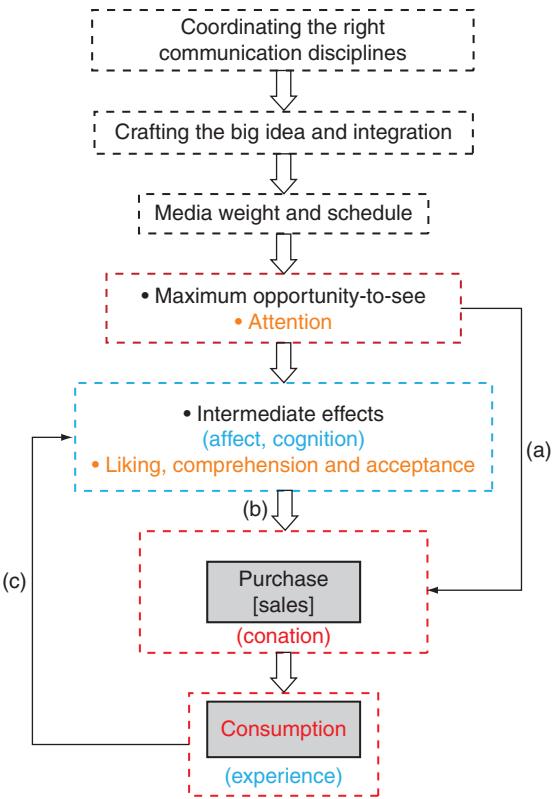 Coordinating the right
communication disciplines
Crafting the big idea and integration
Media weight and schedule
• Maximum opportunity-to-see
• Attention
• Intermediate effects
(affect, cognition)
• Liking, comprehension and acceptance
(a)
(b)
(c)
Purchase
[sales]
(conation)
Consumption
(experience)